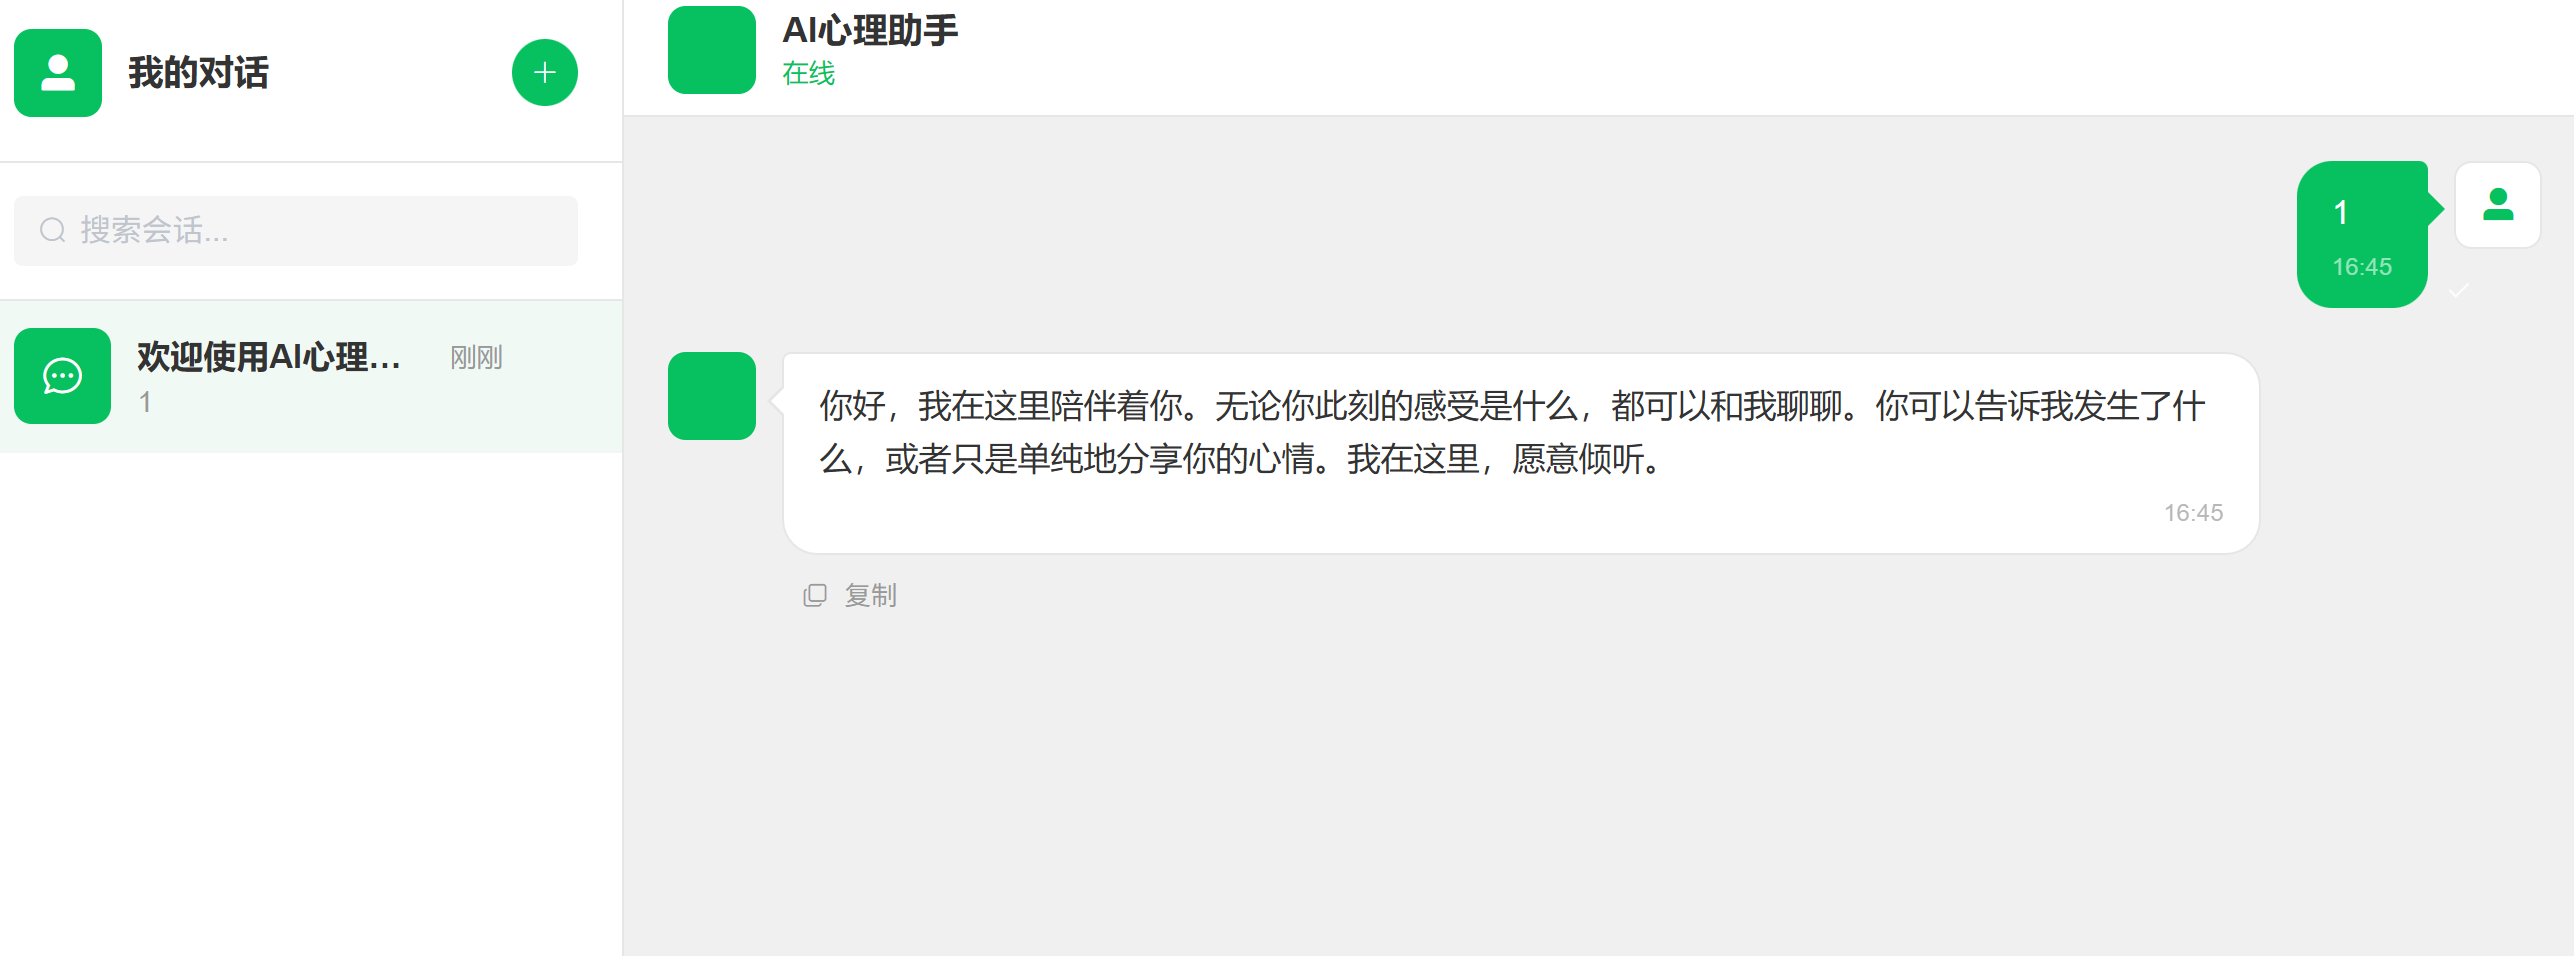 我的对话
搜索会话...
欢迎使用AI心理...
刚刚
1
AI心理助手
在线
1
16:45
你好，我在这里陪伴着你。无论你此刻的感受是什么，都可以和我聊聊。你可以告诉我发生了什
么，或者只是单纯地分享你的心情。我在这里，愿意倾听。
16:45
复制